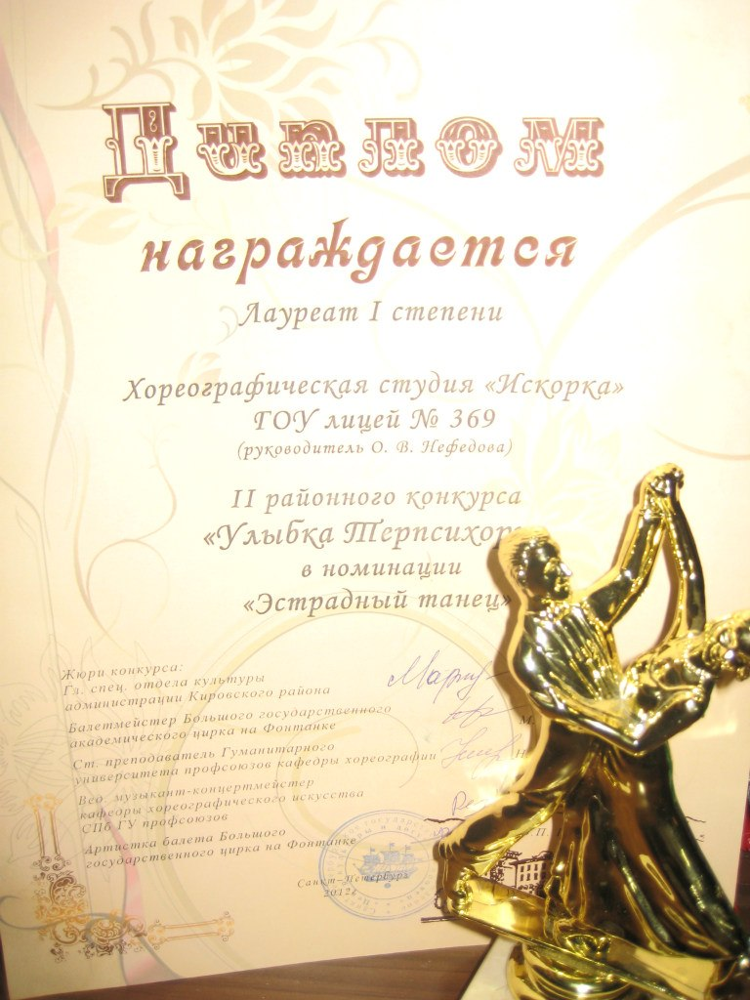 Диплом
награждается
Лауреат I степени
Хореографическая студия «Искорка»
ГОУ лицей № 369
(руководитель О. В. Нефедова)
II районного конкурса
«Улыбка Терпсихор
в номинации
«Эстрадный танец»
Жюри конкурса:
Гл. спец. отдела культуры
администрации Кировского района
Балетмейстер Большого государственного
академического цирка на Фонтанке
М.
Ст. преподаватель Гуманитарного
университета профсоюзов кафедры хореографии
Н
Вед. музыкант-концертмейстер
кафедры хореографического искусства
СПб ГУ профсоюзов
Артистка балета Большого
государственного цирка на Фонтанке
П.
Санкт-Петербург
2012г.